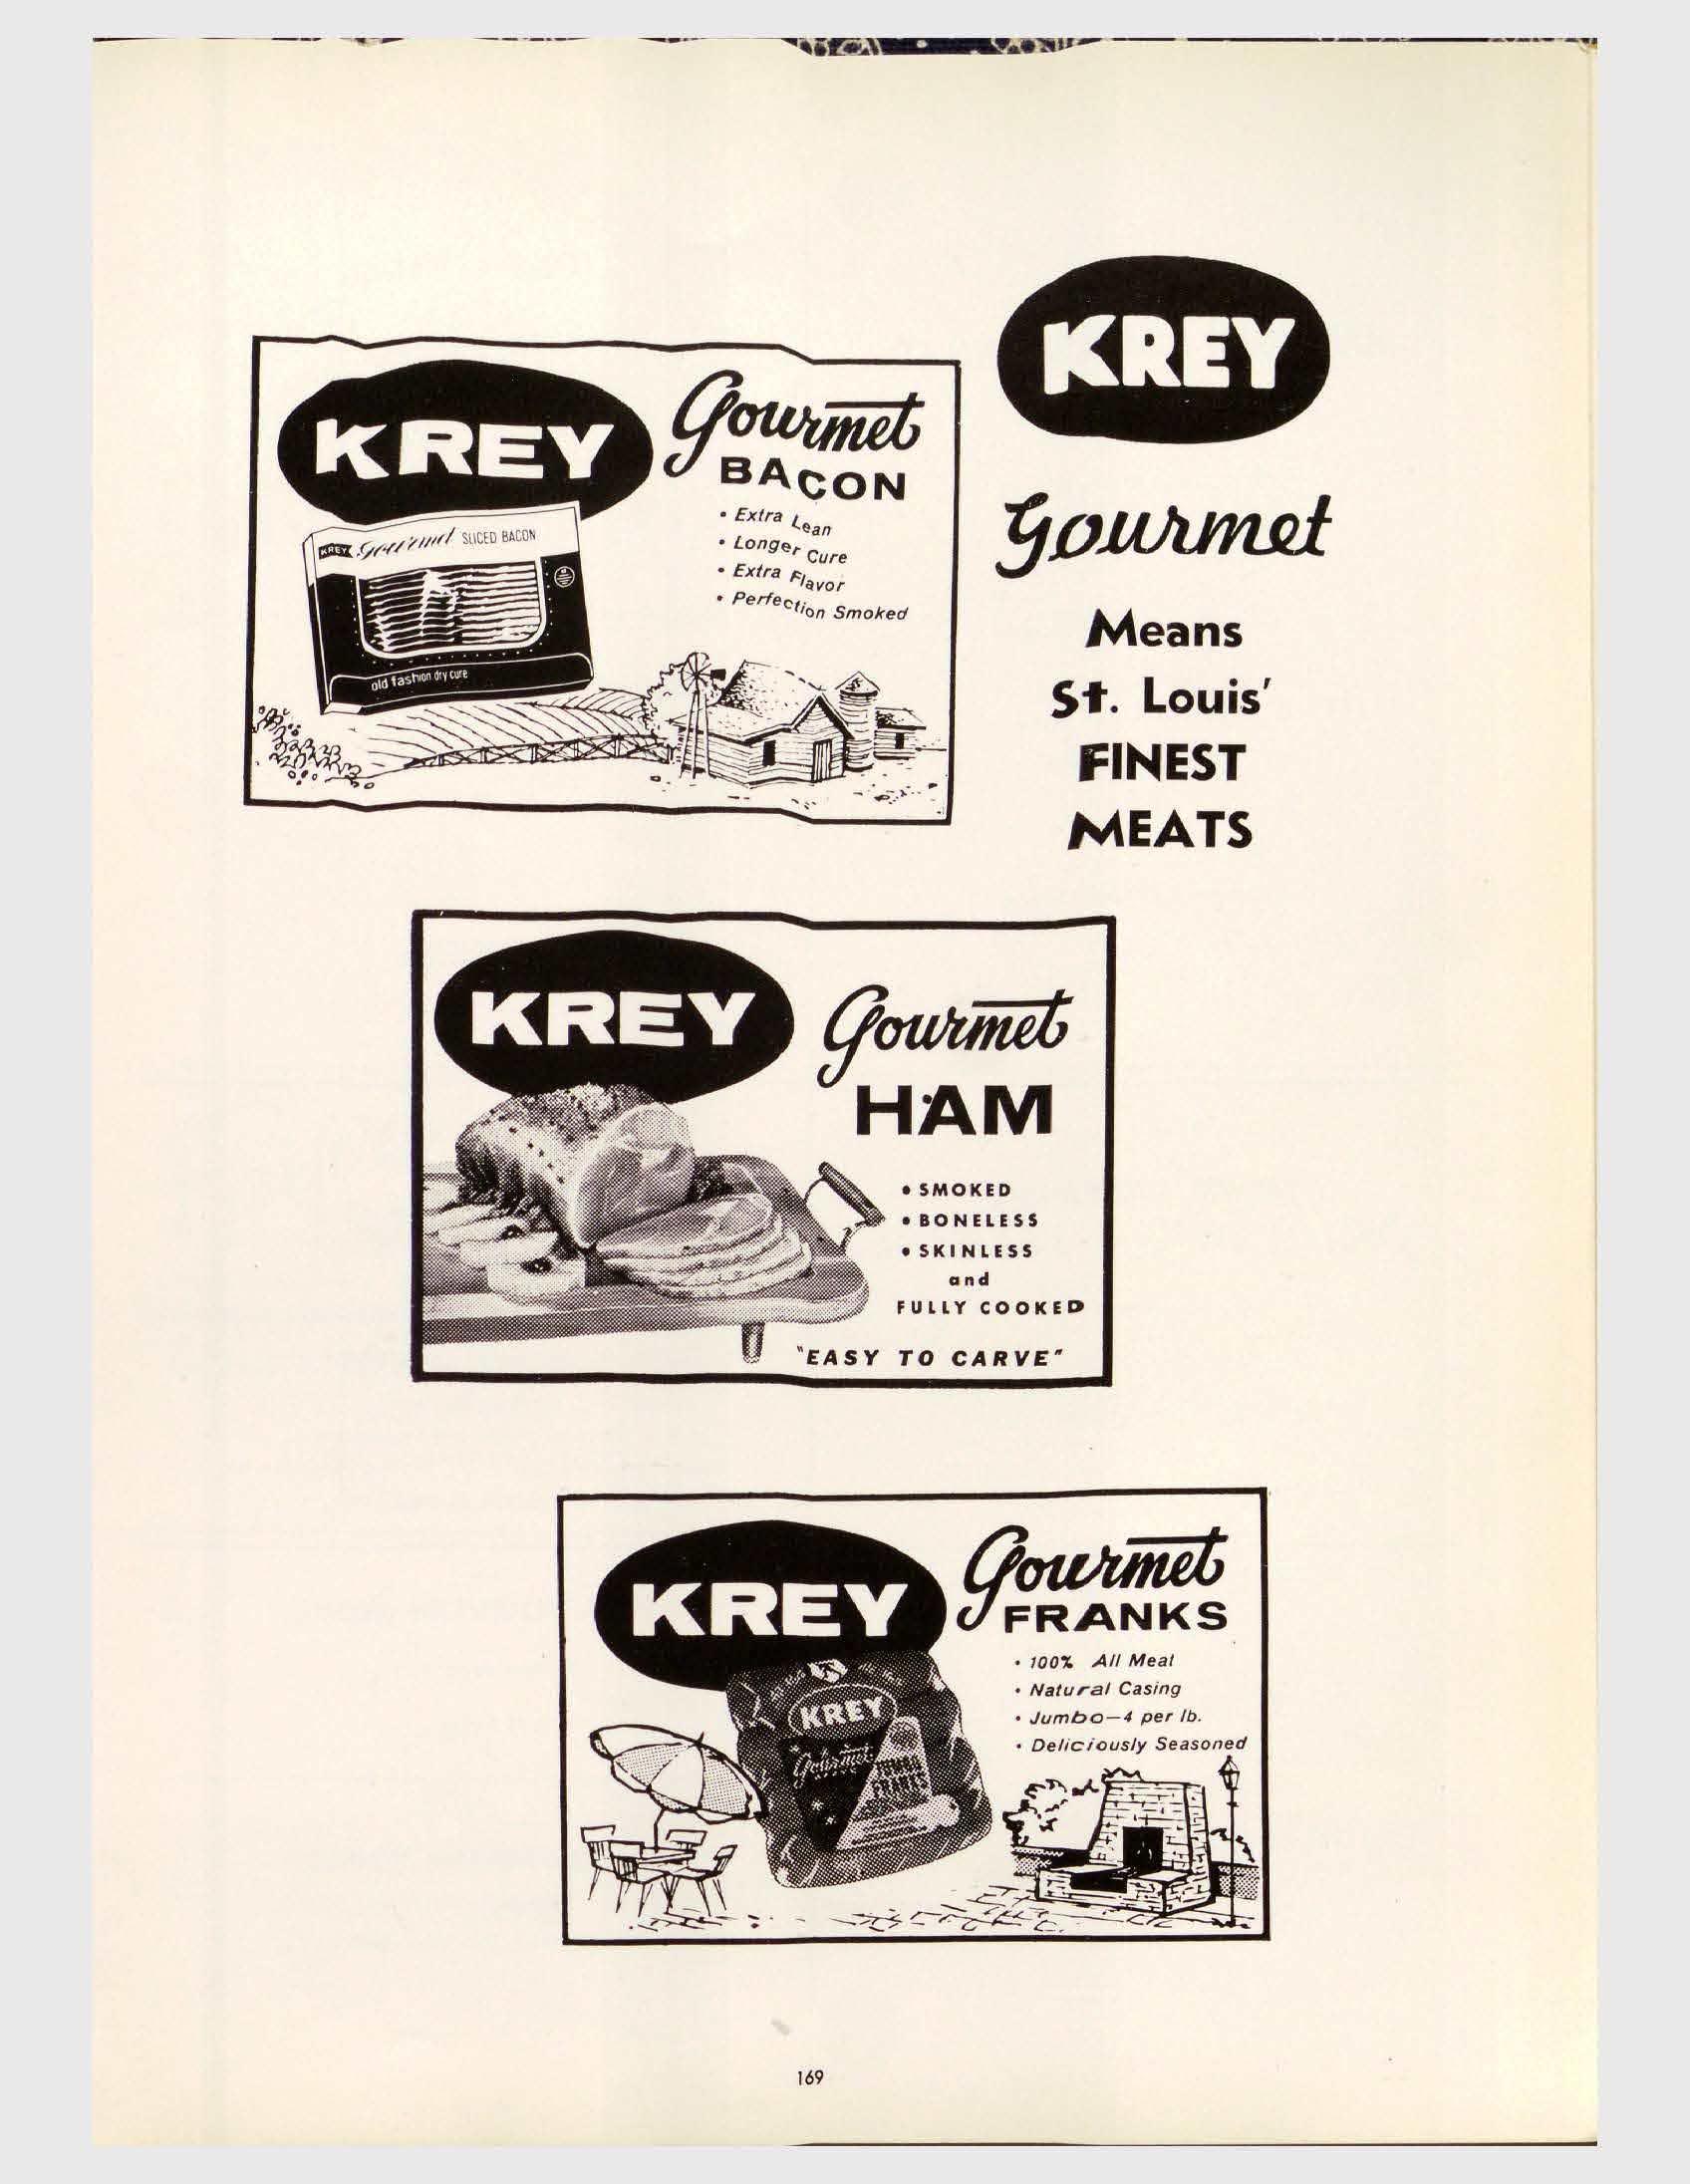 KREY
Gourmet
BACON
• Extra Lean
• Longer Cure
• Extra Flavor
• Perfection Smoked
KREY Gourmet SLICED BACON
old fashion dry cure
KREY
Gourmet
Means
St. Louis'
FINEST
MEATS
KREY
Gourmet
HAM
• SMOKED
• BONELESS
• SKINLESS
and
FULLY COOKED
"EASY TO CARVE"
KREY
Gourmet
FRANKS
• 100% All Meat
• Natural Casing
• Jumbo—4 per lb.
• Deliciously Seasoned
KREY
Gourmet
FRANKS
169